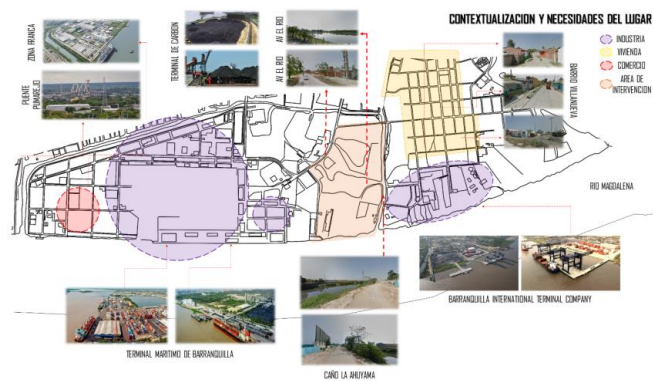 CONTEXTUALIZACION Y NECESIDADES DEL LUGAR
INDUSTRIA
VIVIENDA
COMERCIO
AREA DE
INTERVENCION
ZONA FRANCA
PUENTE
PUMAREJO
TERMINAL DE CARBON
AV EL RIO
AV EL RIO
BARRIO VILLANUEVA
RIO MAGDALENA
BARRANQUILLA INTERNATIONAL TERMINAL COMPANY
TERMINAL MARITIMO DE BARRANQUILLA
CAÑO LA AHUYAMA